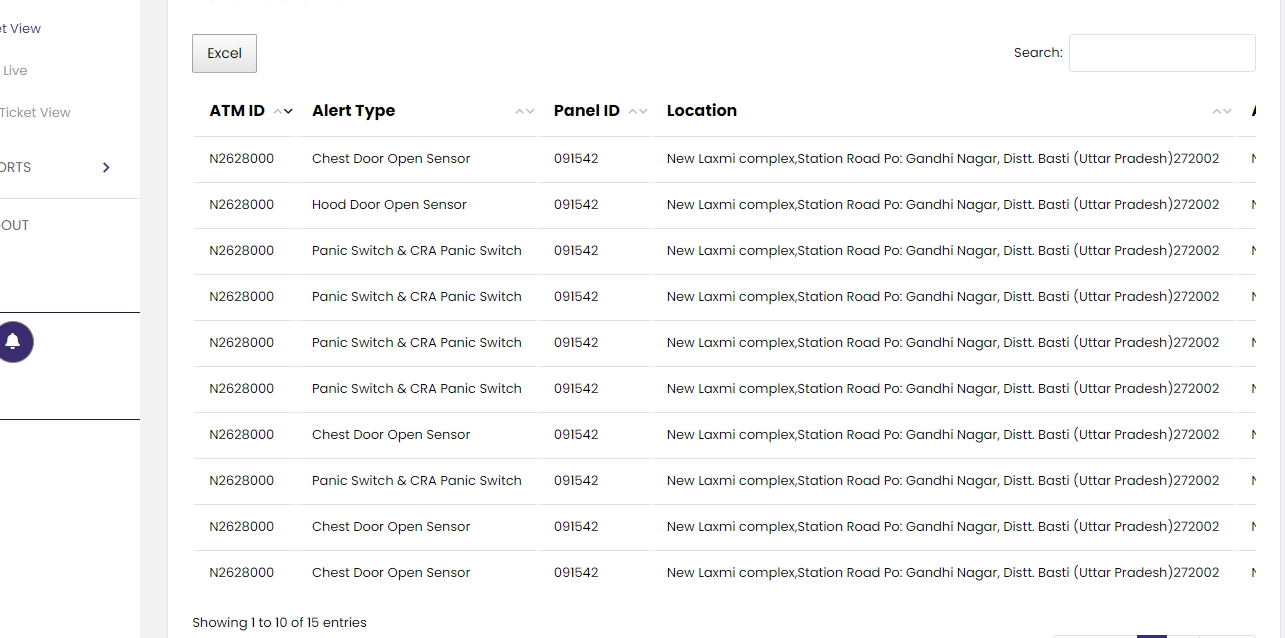 et View
Live
Ticket View
ORTS
OUT
Excel
Search:
ATM ID Alert Type Panel ID Location
N2628000 Chest Door Open Sensor 091542 New Laxmi complex,Station Road Po: Gandhi Nagar, Distt. Basti (Uttar Pradesh)272002
N2628000 Hood Door Open Sensor 091542 New Laxmi complex,Station Road Po: Gandhi Nagar, Distt. Basti (Uttar Pradesh)272002
N2628000 Panic Switch & CRA Panic Switch 091542 New Laxmi complex,Station Road Po: Gandhi Nagar, Distt. Basti (Uttar Pradesh)272002
N2628000 Panic Switch & CRA Panic Switch 091542 New Laxmi complex,Station Road Po: Gandhi Nagar, Distt. Basti (Uttar Pradesh)272002
N2628000 Panic Switch & CRA Panic Switch 091542 New Laxmi complex,Station Road Po: Gandhi Nagar, Distt. Basti (Uttar Pradesh)272002
N2628000 Panic Switch & CRA Panic Switch 091542 New Laxmi complex,Station Road Po: Gandhi Nagar, Distt. Basti (Uttar Pradesh)272002
N2628000 Chest Door Open Sensor 091542 New Laxmi complex,Station Road Po: Gandhi Nagar, Distt. Basti (Uttar Pradesh)272002
N2628000 Panic Switch & CRA Panic Switch 091542 New Laxmi complex,Station Road Po: Gandhi Nagar, Distt. Basti (Uttar Pradesh)272002
N2628000 Chest Door Open Sensor 091542 New Laxmi complex,Station Road Po: Gandhi Nagar, Distt. Basti (Uttar Pradesh)272002
N2628000 Chest Door Open Sensor 091542 New Laxmi complex,Station Road Po: Gandhi Nagar, Distt. Basti (Uttar Pradesh)272002
Showing 1 to 10 of 15 entries